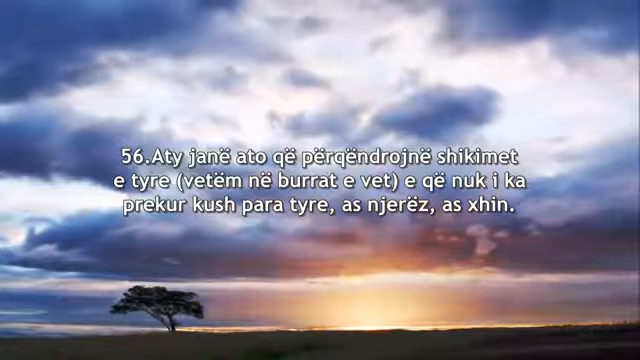 56.Aty janë ato që përqëndrojnë shikimet
e tyre (vetëm në burrat e vet) e që nuk i ka
prekur kush para tyre, as njerëz, as xhin.